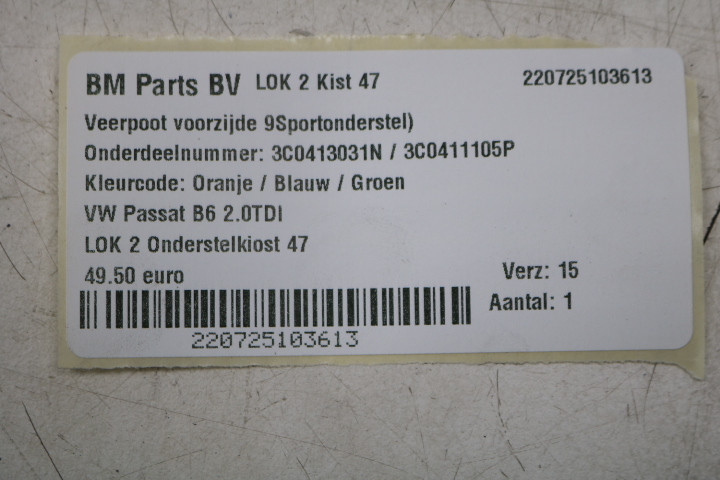 BM Parts BV LOK 2 Kist 47 220725103613
Veerpoot voorzijde 9Sportonderstel)
Onderdeelnummer: 3C0413031N / 3C0411105P
Kleurcode: Oranje / Blauw / Groen
VW Passat B6 2.0TDI
LOK 2 Onderstelkiost 47
49.50 euro Verz: 15
Aantal: 1
220725103613